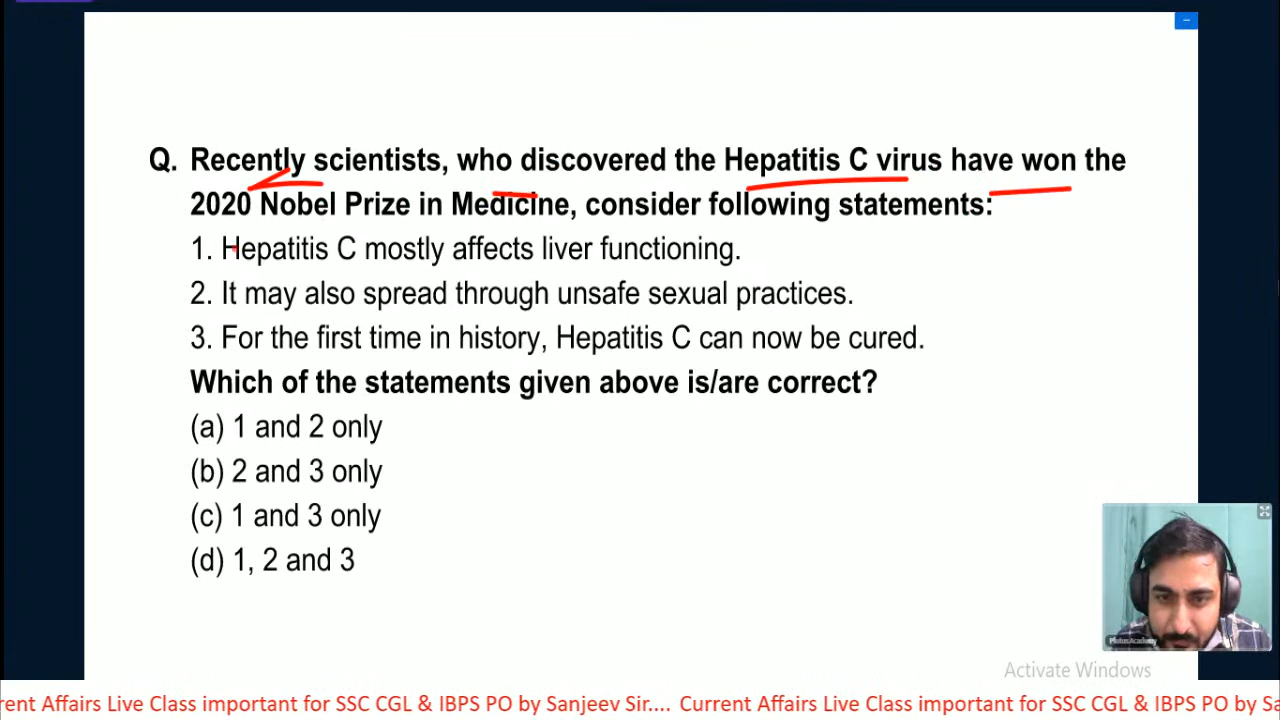 Q. Recently scientists, who discovered the Hepatitis C virus have won the
2020 Nobel Prize in Medicine, consider following statements:
1. Hepatitis C mostly affects liver functioning.
2. It may also spread through unsafe sexual practices.
3. For the first time in history, Hepatitis C can now be cured.
Which of the statements given above is/are correct?
(a) 1 and 2 only
(b) 2 and 3 only
(c) 1 and 3 only
(d) 1, 2 and 3
PlutusAcademy
Activate Windows
rent Affairs Live Class important for SSC CGL & IBPS PO by Sanjeev Sir.... Current Affairs Live Class important for SSC CGL & IBPS PO by Sa